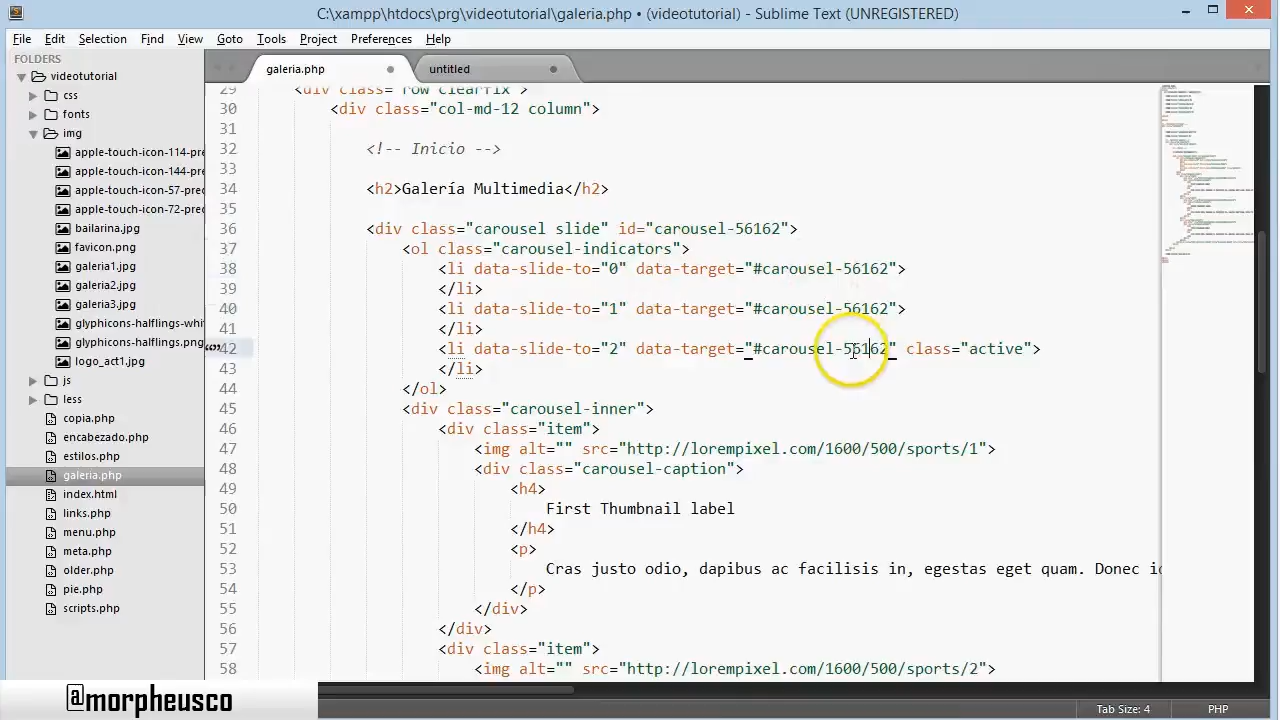 C:\xampp\htdocs\prg\videotutorial\galeria.php • (videotutorial) - Sublime Text (UNREGISTERED)
File Edit Selection Find View Goto Tools Project Preferences Help
FOLDERS
videotutorial
css
fonts
img
apple-touch-icon-114-pre
apple-touch-icon-144-pre
apple-touch-icon-57-prec
apple-touch-icon-72-prec
bailarina.jpg
favicon.png
galeria1.jpg
galeria2.jpg
galeria3.jpg
glyphicons-halflings-whit
glyphicons-halflings.png
logo_act1.jpg
js
less
copia.php
encabezado.php
estilos.php
galeria.php
index.html
links.php
menu.php
meta.php
older.php
pie.php
scripts.php
galeria.php
untitled
29 <div class="row clearfix">
30 <div class="col-md-12 column">
31
32 <!-- Inicio -->
33
34 <h2>Galería Multimedia</h2>
35
36 <div class="carousel slide" id="carousel-56162">
37 <ol class="carousel-indicators">
38 <li data-slide-to="0" data-target="#carousel-56162">
39 </li>
40 <li data-slide-to="1" data-target="#carousel-56162">
41 </li>
42 <li data-slide-to="2" data-target="#carousel-56162" class="active">
43 </li>
44 </ol>
45 <div class="carousel-inner">
46 <div class="item">
47 <img alt="" src="http://lorempixel.com/1600/500/sports/1">
48 <div class="carousel-caption">
49 <h4>
50 First Thumbnail label
51 </h4>
52 <p>
53 Cras justo odio, dapibus ac facilisis in, egestas eget quam. Donec id
54 </p>
55 </div>
56 </div>
57 <div class="item">
58 <img alt="" src="http://lorempixel.com/1600/500/sports/2">
@morpheusco
Tab Size: 4 PHP